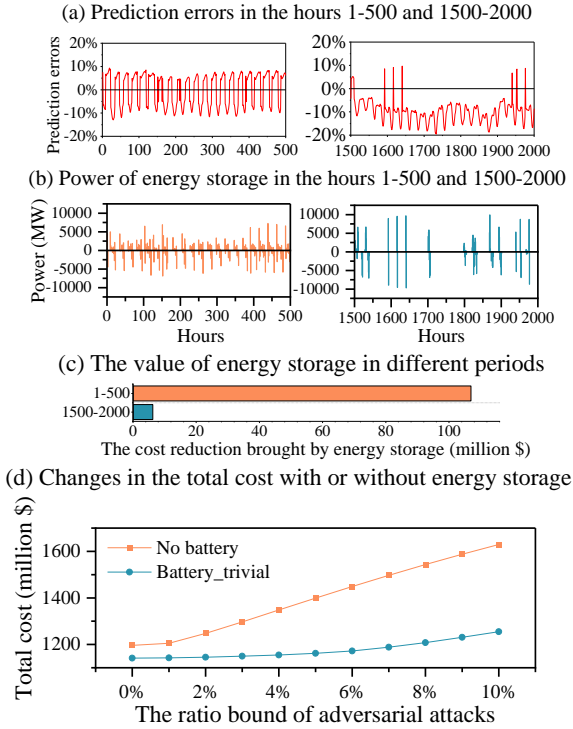 (a) Prediction errors in the hours 1-500 and 1500-2000
Prediction errors
20%
10%
0%
-10%
-20%
0 100 200 300 400 500
20%
10%
0%
-10%
-20%
1500 1600 1700 1800 1900 2000
(b) Power of energy storage in the hours 1-500 and 1500-2000
Power (MW)
10000
5000
0
-5000
-10000
0 100 200 300 400 500
Hours
10000
5000
0
-5000
-10000
1500 1600 1700 1800 1900 2000
Hours
(c) The value of energy storage in different periods
1-500
1500-2000
0 20 40 60 80 100
The cost reduction brought by energy storage (million $)
(d) Changes in the total cost with or without energy storage
Total cost (million $)
1600
1400
1200
No battery
Battery_trivial
0% 2% 4% 6% 8% 10%
The ratio bound of adversarial attacks